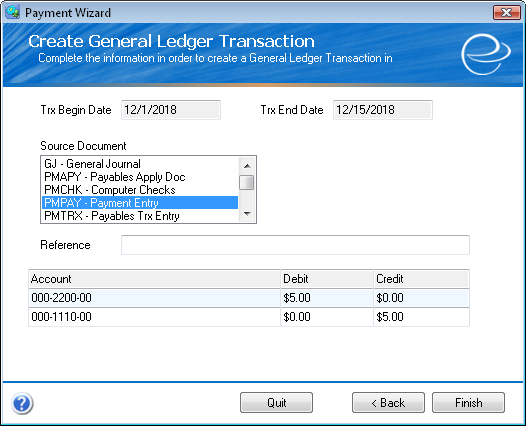 Payment Wizard
Create General Ledger Transaction
Complete the information in order to create a General Ledger Transaction in
Trx Begin Date 12/1/2018 Trx End Date 12/15/2018
Source Document
GJ - General Journal
PMAPY - Payables Apply Doc
PMCHK - Computer Checks
PMPAY - Payment Entry
PMTRX - Payables Trx Entry
Reference
Account Debit Credit
000-2200-00 $5.00 $0.00
000-1110-00 $0.00 $5.00
Quit < Back Finish